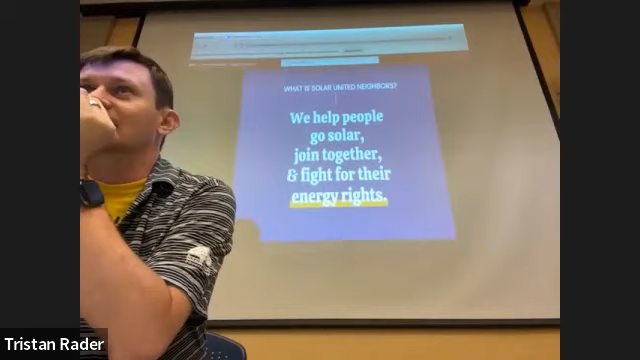 WHAT IS SOLAR UNITED NEIGHBORS?
We help people
go solar,
join together,
& fight for their
energy rights.
Tristan Rader